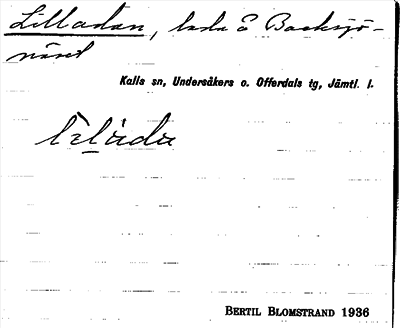 Lilladan, lada å Backsjö-
näset
Kalls sn, Undersåkers o. Offerdals tg, Jämtl. l.
BERTIL BLOMSTRAND 1936